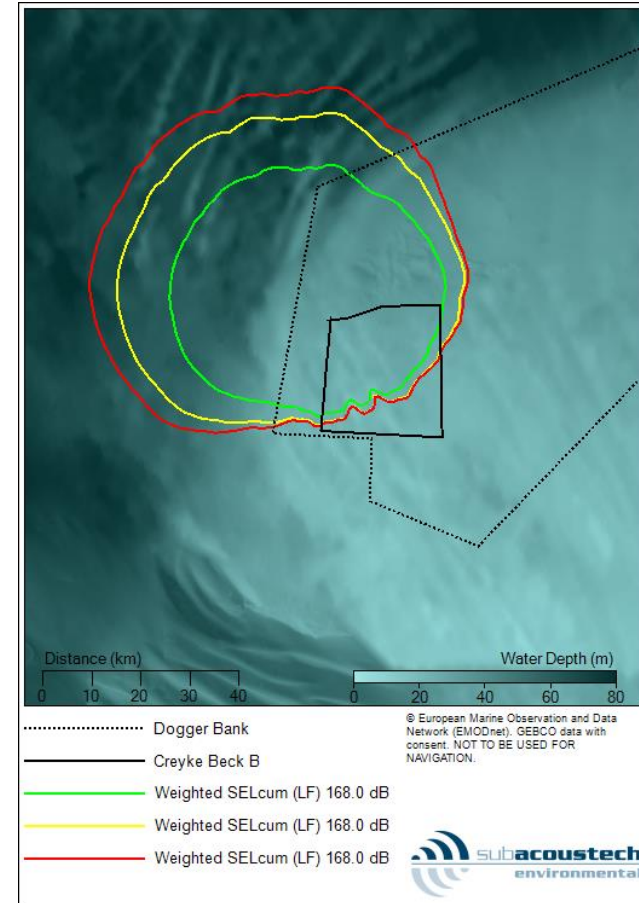 Distance (km)
0 10 20 30 40
Water Depth (m)
0 20 40 60 80
Dogger Bank
Creyke Beck B
Weighted SELcum (LF) 168.0 dB
Weighted SELcum (LF) 168.0 dB
Weighted SELcum (LF) 168.0 dB
© European Marine Observation and Data
Network (EMODnet). GEBCO data with
consent. NOT TO BE USED FOR
NAVIGATION.
subacoustech
environmental